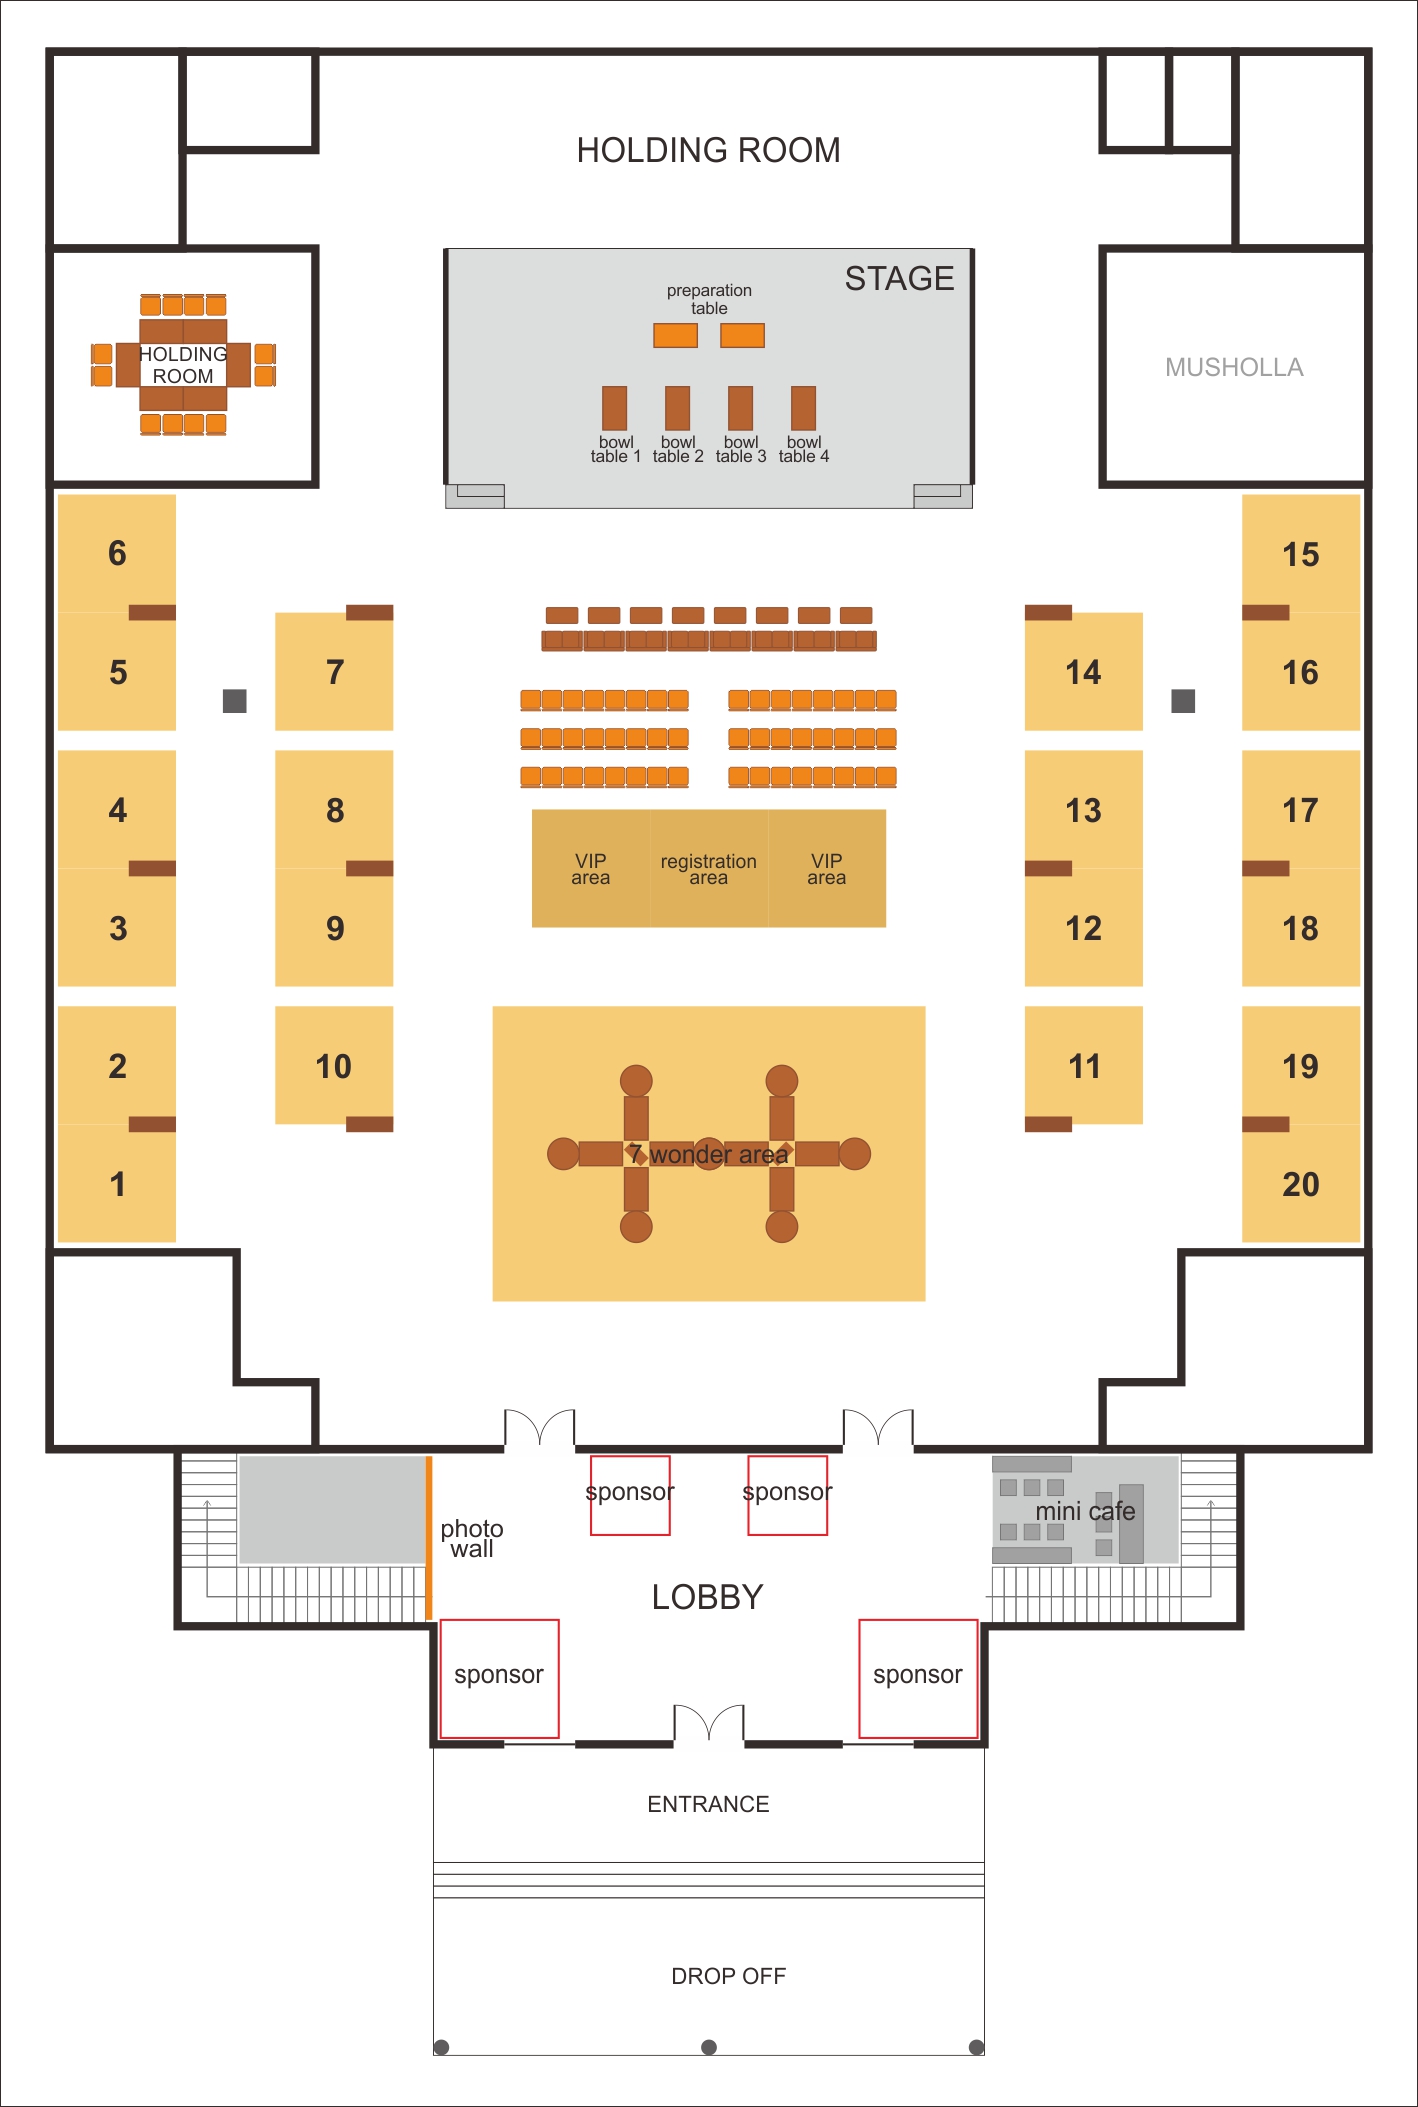 HOLDING ROOM
STAGE
preparation
table
HOLDING
ROOM
MUSHOLLA
bowl
table 1
bowl
table 2
bowl
table 3
bowl
table 4
6
15
5
7
14
16
4
8
13
17
VIP
area
registration
area
VIP
area
3
9
12
18
2
10
11
19
7 wonder area
1
20
sponsor
sponsor
mini cafe
photo
wall
LOBBY
sponsor
sponsor
ENTRANCE
DROP OFF